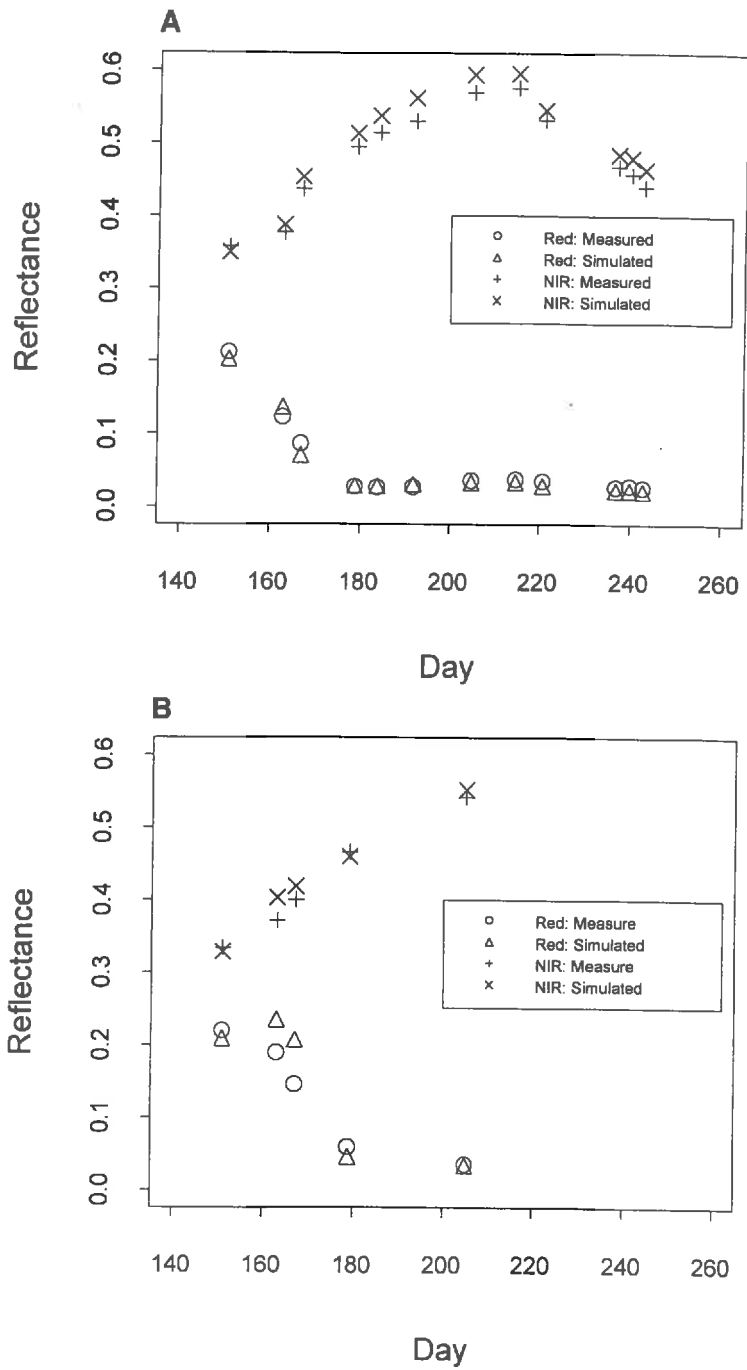 A
0.6
0.5
0.4
0.3
0.2
0.1
0.0
Reflectance
Red: Measured
Red: Simulated
NIR: Measured
NIR: Simulated
140 160 180 200 220 240 260
Day
B
0.6
0.5
0.4
0.3
0.2
0.1
0.0
Reflectance
Red: Measure
Red: Simulated
NIR: Measure
NIR: Simulated
140 160 180 200 220 240 260
Day